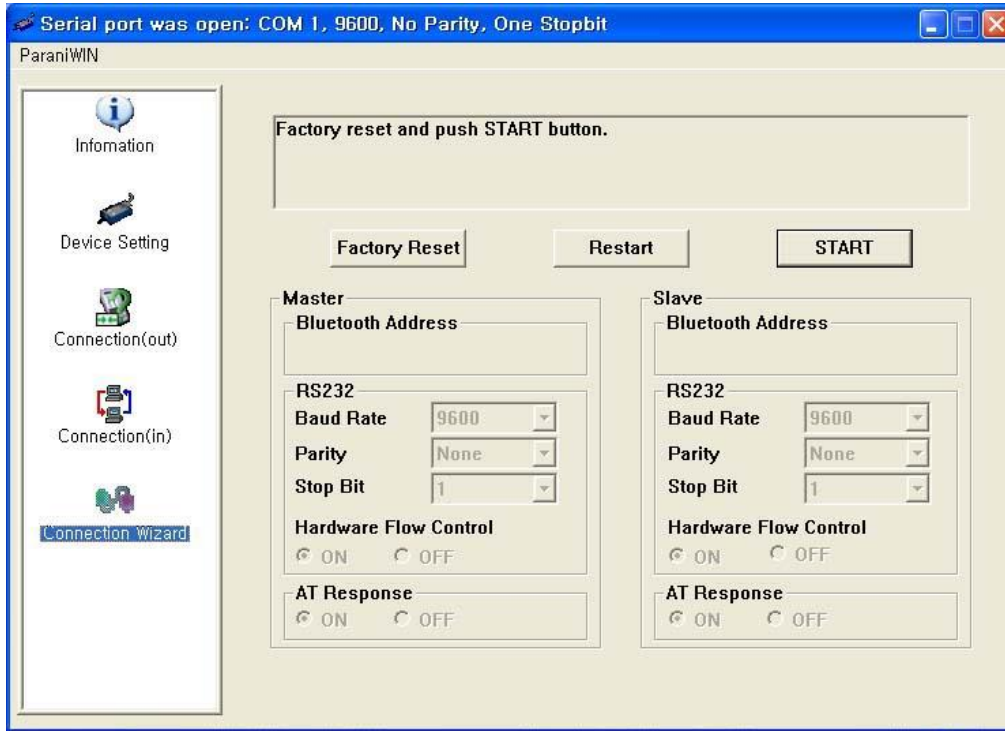 Serial port was open: COM 1, 9600, No Parity, One Stopbit
ParaniWIN
Infomation
Device Setting
Connection(out)
Connection(in)
Connection Wizard
Factory reset and push START button.
Factory Reset
Restart
START
Master
Bluetooth Address
RS232
Baud Rate 9600
Parity None
Stop Bit 1
Hardware Flow Control
ON OFF
AT Response
ON OFF
Slave
Bluetooth Address
RS232
Baud Rate 9600
Parity None
Stop Bit 1
Hardware Flow Control
ON OFF
AT Response
ON OFF